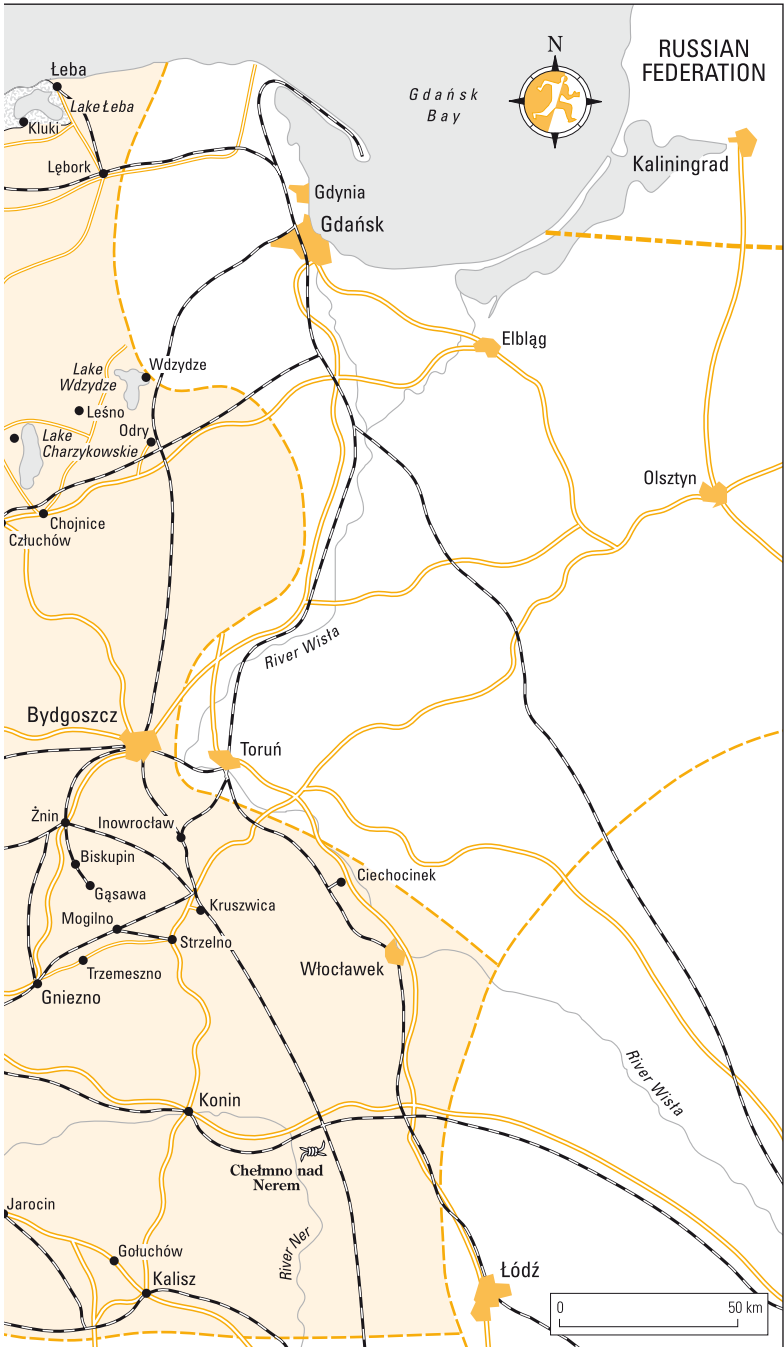 N
RUSSIAN
FEDERATION
Łeba
Gdańsk
Bay
Lake Łeba
Kluki
Kaliningrad
Lębork
Gdynia
Gdańsk
Elbląg
Lake
Wdzydze
Wdzydze
Leśno
Odry
Lake
Charzykowskie
Olsztyn
Chojnice
Człuchów
River Wisła
Bydgoszcz
Toruń
Żnin
Inowrocław
Biskupin
Ciechocinek
Gąsawa
Kruszwica
Mogilno
Strzelno
Trzemeszno
Włocławek
Gniezno
River Wisła
Konin
Chełmno nad
Nerem
Jarocin
River Ner
Gołuchów
Kalisz
Łódź
0
50 km